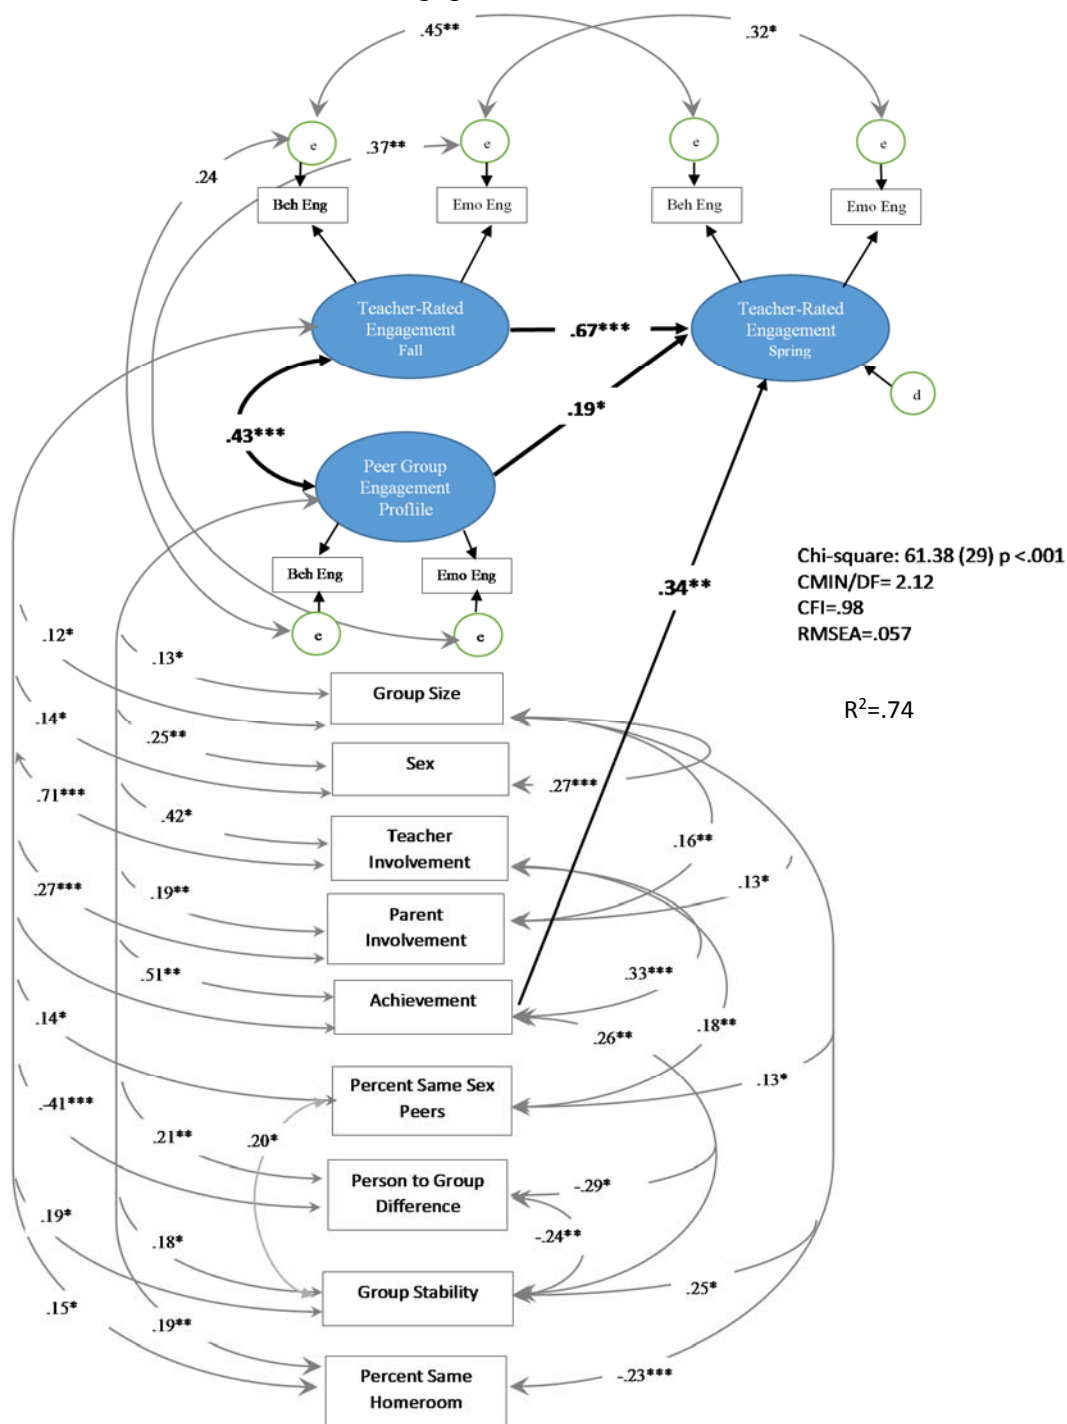 .45**
.32*
e
e
e
e
.37**
.24
Beh Eng
Emo Eng
Beh Eng
Emo Eng
Teacher-Rated
Engagement
Fall
.67***
Teacher-Rated
Engagement
Spring
d
.19*
.43***
Peer Group
Engagement
Proflile
Beh Eng
Emo Eng
e
e
.34**
Chi-square: 61.38 (29) p <.001
CMIN/DF= 2.12
CFI=.98
RMSEA=.057
R²=.74
.12*
.13*
Group Size
.14*
.25**
Sex
.27***
.71***
.42*
Teacher
Involvement
.16**
.13*
.27***
.19**
Parent
Involvement
.51**
Achievement
.33***
.26**
.18**
.14*
Percent Same Sex
Peers
.13*
-.41***
.21**
.20*
Person to Group
Difference
-.29*
-.24**
.19*
.18*
Group Stability
.25*
.15*
.19**
Percent Same
Homeroom
-.23***